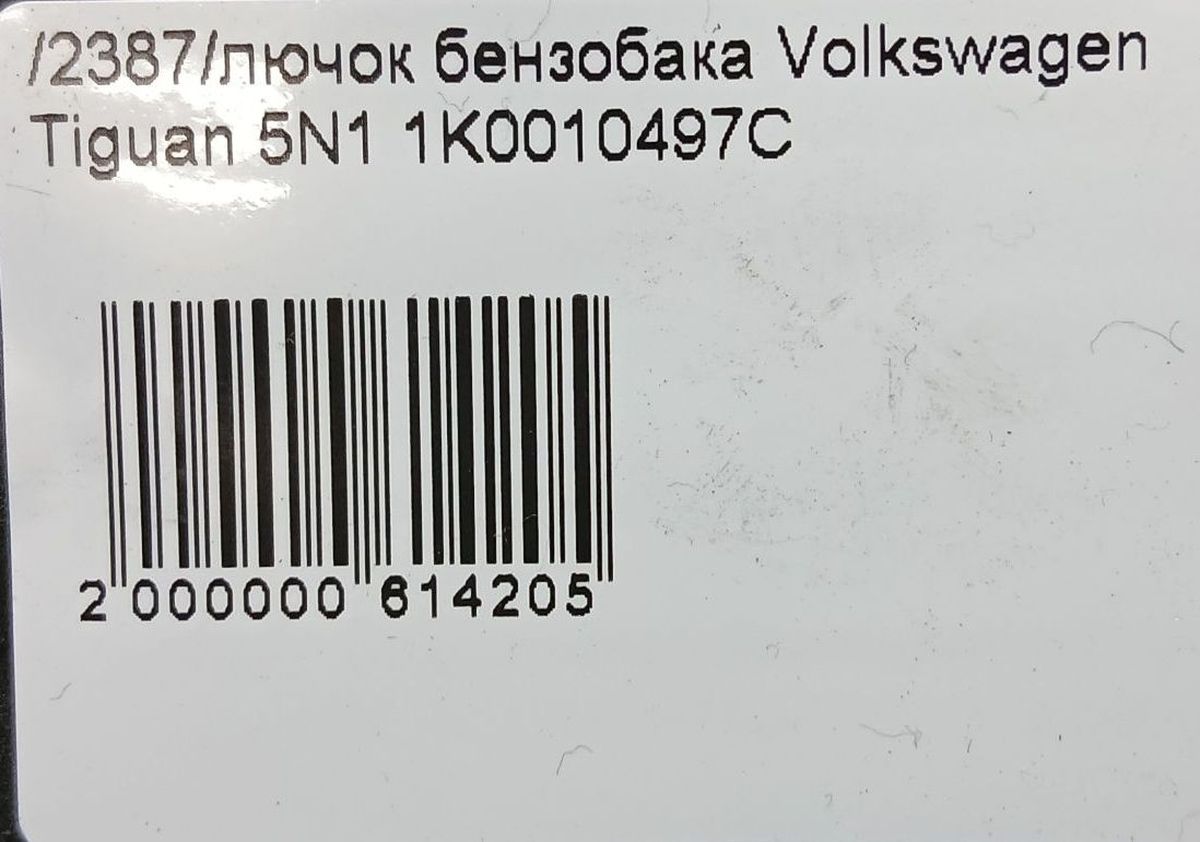 /2387/лючок бензобака Volkswagen
Tiguan 5N1 1K0010497C
2 000000 614205